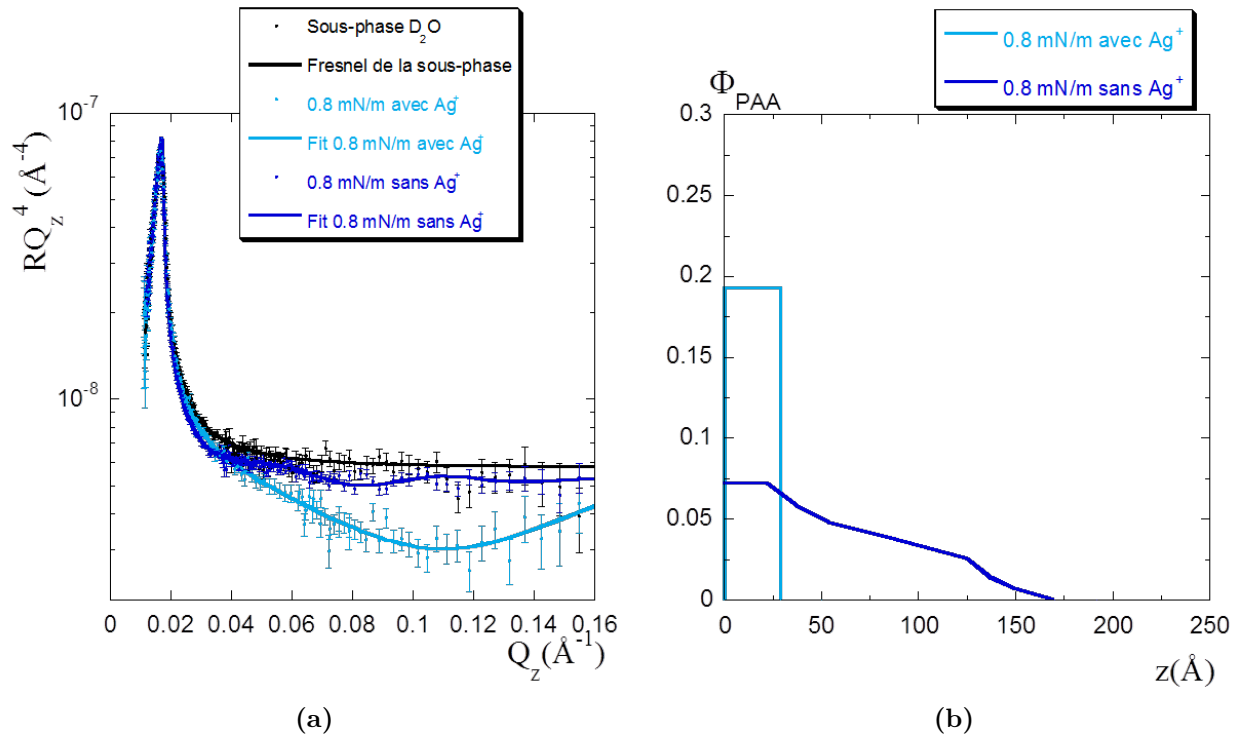 Sous-phase D₂O
Fresnel de la sous-phase
0.8 mN/m avec Ag⁺
Fit 0.8 mN/m avec Ag⁺
0.8 mN/m sans Ag⁺
Fit 0.8 mN/m sans Ag⁺
10⁻⁷
10⁻⁸
RQ_z⁴ (Å⁻⁴)
0 0.02 0.04 0.06 0.08 0.1 0.12 0.14 0.16
Q_z(Å⁻¹)
(a)
0.8 mN/m avec Ag⁺
0.8 mN/m sans Ag⁺
Φ_PAA
0.3
0.25
0.2
0.15
0.1
0.05
0
0 50 100 150 200 250
z(Å)
(b)